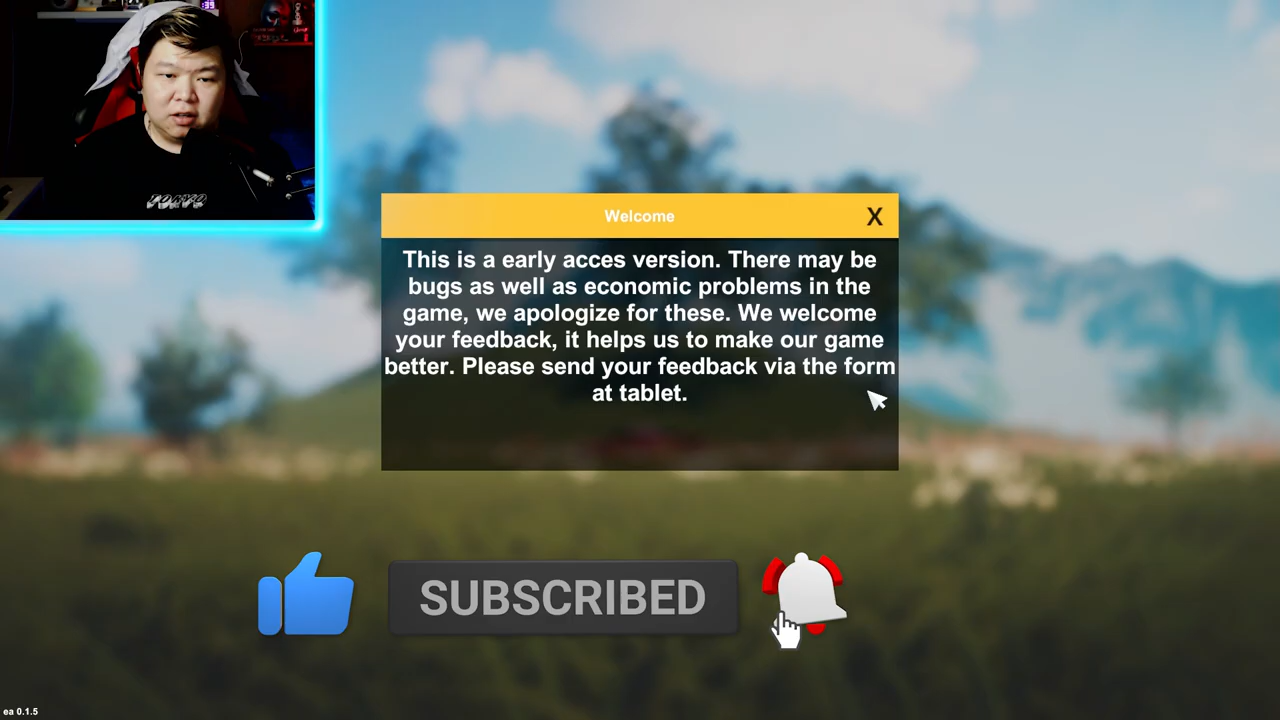 :39
Welcome
X
This is a early acces version. There may be
bugs as well as economic problems in the
game, we apologize for these. We welcome
your feedback, it helps us to make our game
better. Please send your feedback via the form
at tablet.
SUBSCRIBED
ea 0.1.5